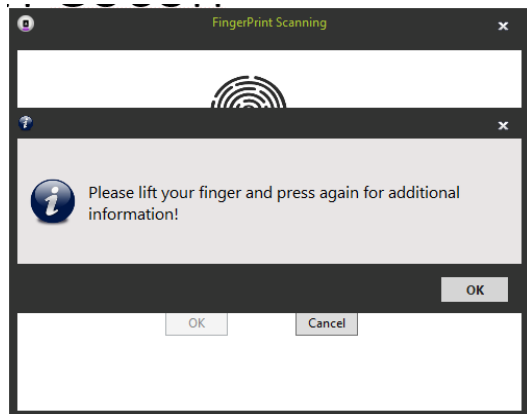 FingerPrint Scanning
Please lift your finger and press again for additional
information!
OK
OK
Cancel